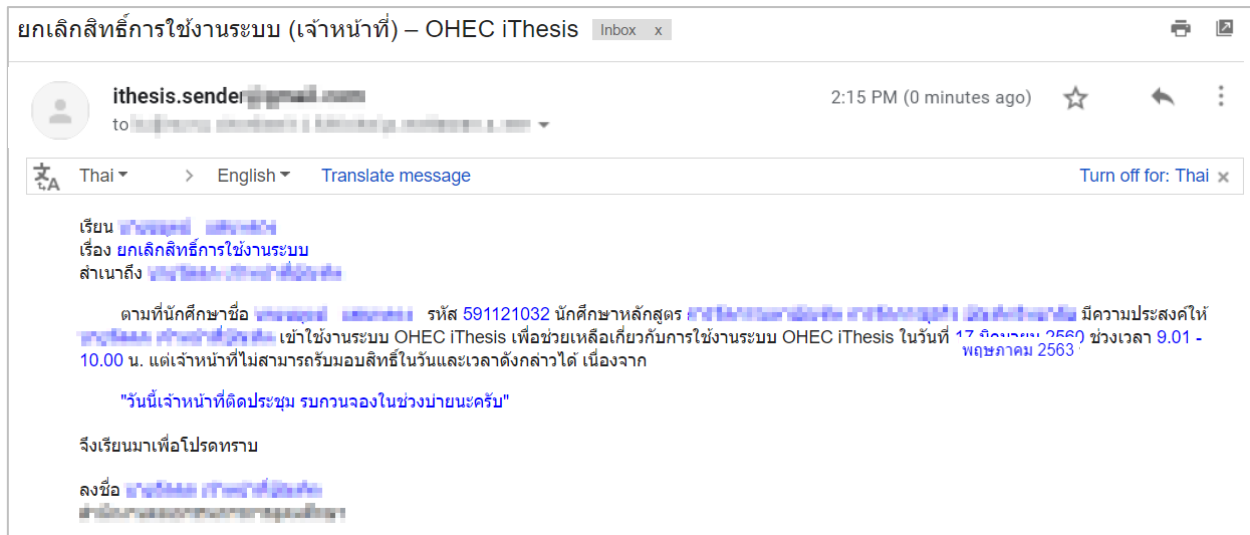 ยกเลิกสิทธิ์การใช้งานระบบ (เจ้าหน้าที่) – OHEC iThesis Inbox x
ithesis.sender 2:15 PM (0 minutes ago)
to
Thai > English Translate message Turn off for: Thai x
เรียน
เรื่อง ยกเลิกสิทธิ์การใช้งานระบบ
สำเนาถึง
ตามที่นักศึกษาชื่อ รหัส 591121032 นักศึกษาหลักสูตร มีความประสงค์ให้
เข้าใช้งานระบบ OHEC iThesis เพื่อช่วยเหลือเกี่ยวกับการใช้งานระบบ OHEC iThesis ในวันที่ 17 มิถุนายน 2560 ช่วงเวลา 9.01 -
พฤษภาคม 2563
10.00 น. แต่เจ้าหน้าที่ไม่สามารถรับมอบสิทธิ์ในวันและเวลาดังกล่าวได้ เนื่องจาก
"วันนี้เจ้าหน้าที่ติดประชุม รบกวนจองในช่วงบ่ายนะครับ"
จึงเรียนมาเพื่อโปรดทราบ
ลงชื่อ